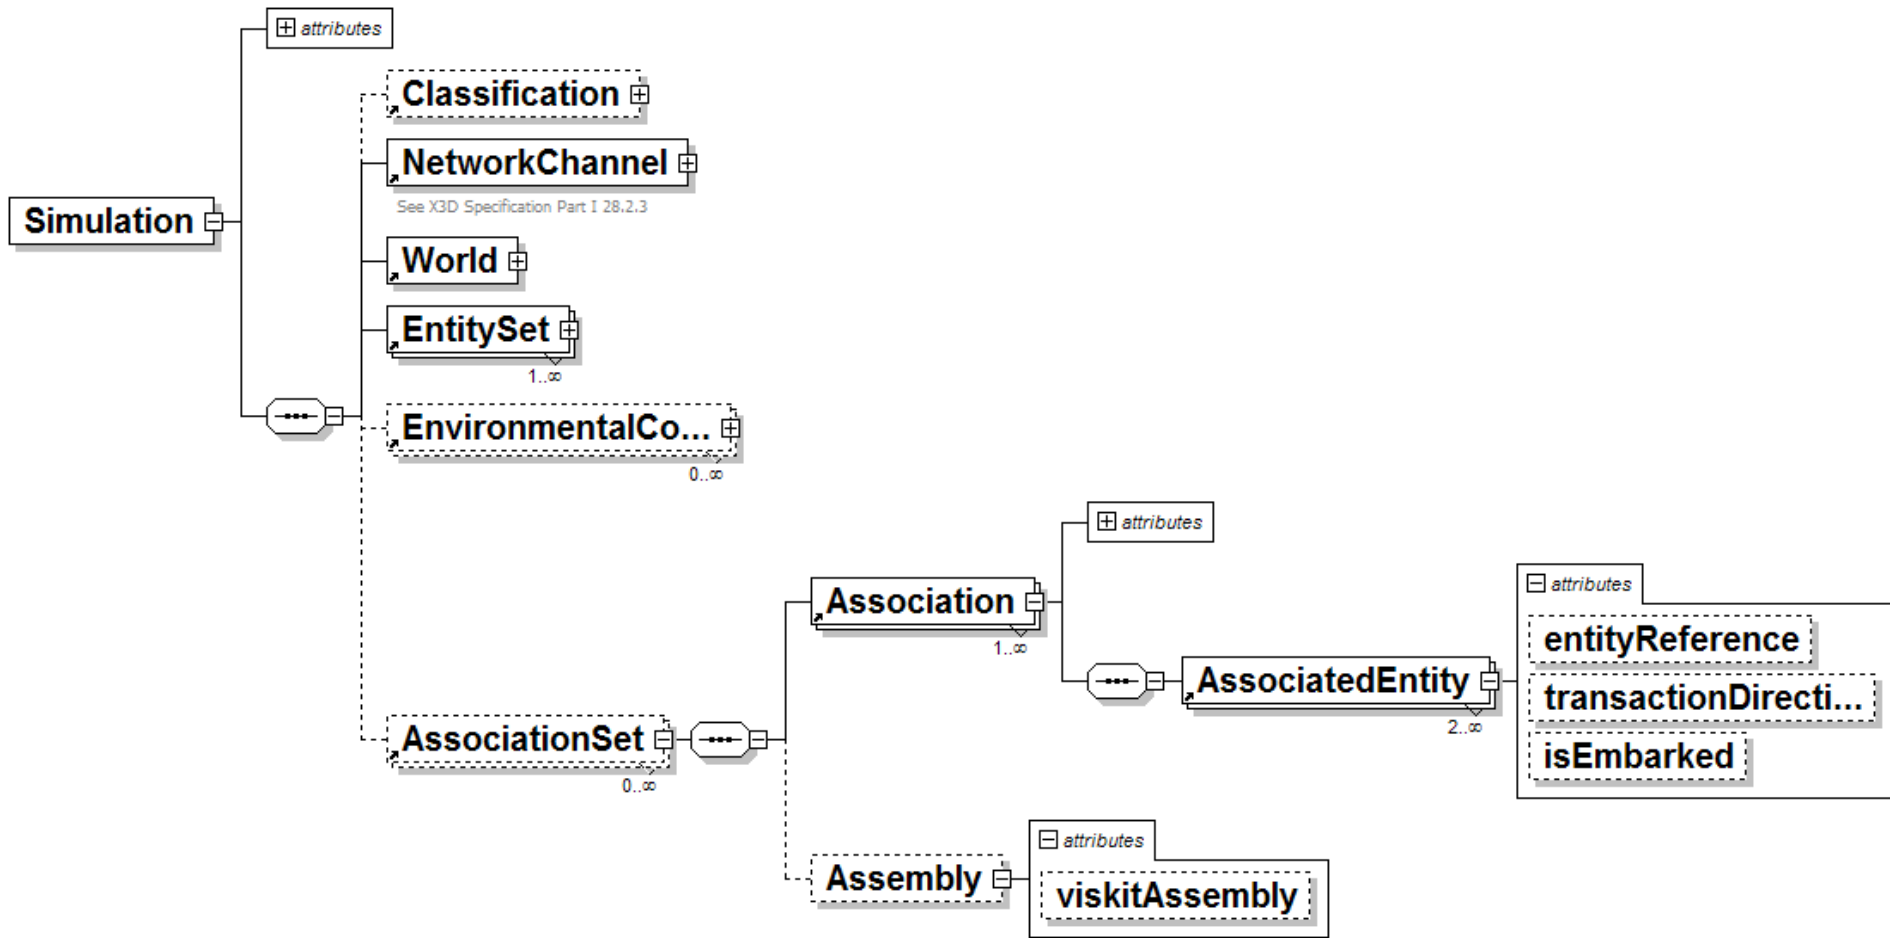 attributes
Classification
NetworkChannel
See X3D Specification Part I 28.2.3
Simulation
World
EntitySet
1..∞
EnvironmentalCo...
0..∞
attributes
Association
1..∞
attributes
entityReference
AssociatedEntity
transactionDirecti...
2..∞
isEmbarked
AssociationSet
0..∞
attributes
Assembly
viskitAssembly